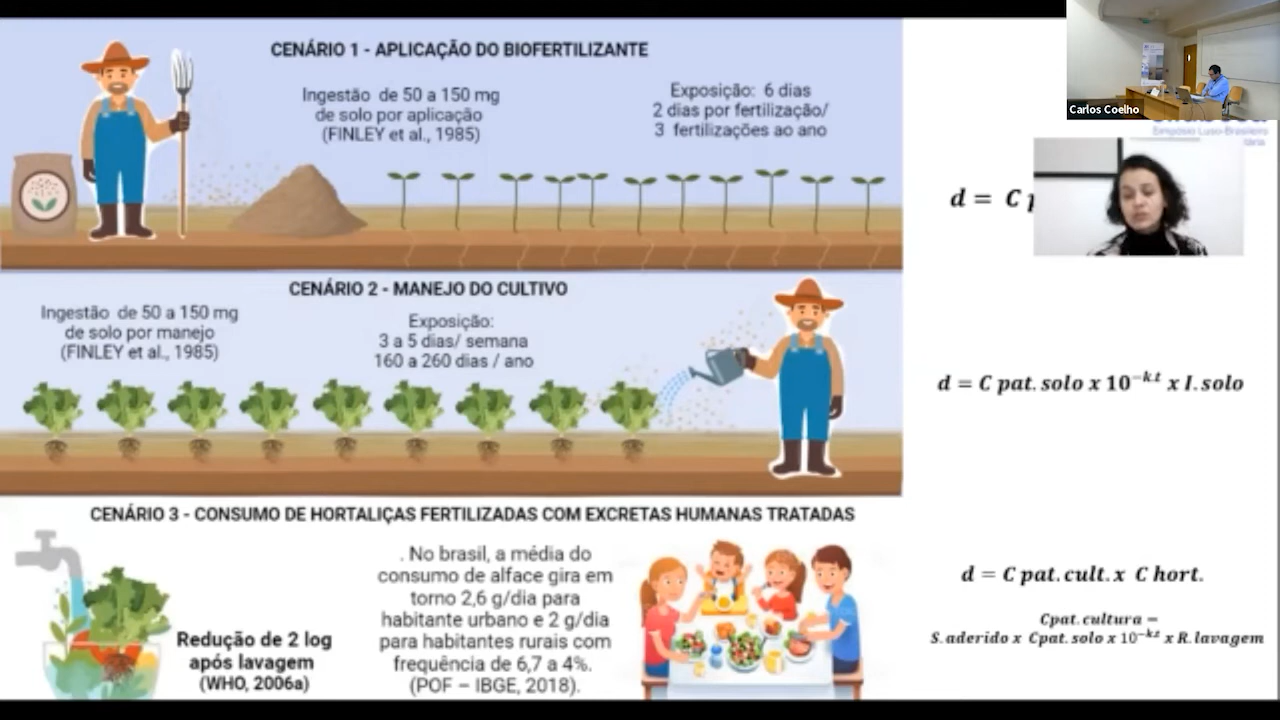 CENÁRIO 1 - APLICAÇÃO DO BIOFERTILIZANTE
Ingestão de 50 a 150 mg
de solo por aplicação
(FINLEY et al., 1985)
Exposição: 6 dias
2 dias por fertilização/
3 fertilizações ao ano
Carlos Coelho
Simpósio Luso-Brasileiro
d = C
CENÁRIO 2 - MANEJO DO CULTIVO
Ingestão de 50 a 150 mg
de solo por manejo
(FINLEY et al., 1985)
Exposição:
3 a 5 dias/ semana
160 a 260 dias / ano
d = C pat. solo x 10^-k.t x I. solo
CENÁRIO 3 - CONSUMO DE HORTALIÇAS FERTILIZADAS COM EXCRETAS HUMANAS TRATADAS
Redução de 2 log
após lavagem
(WHO, 2006a)
. No brasil, a média do
consumo de alface gira em
torno 2,6 g/dia para
habitante urbano e 2 g/dia
para habitantes rurais com
frequência de 6,7 a 4%.
(POF – IBGE, 2018).
d = C pat. cult. x C hort.
Cpat. cultura =
S. aderido x Cpat. solo x 10^-k.t x R. lavagem